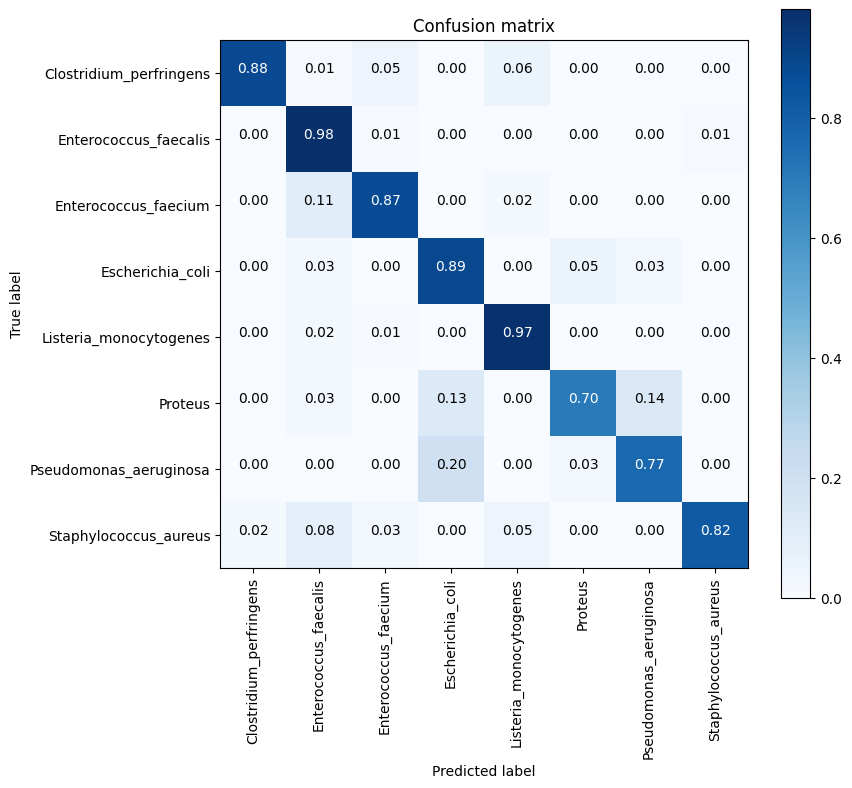 Confusion matrix
Clostridium_perfringens 0.88 0.01 0.05 0.00 0.06 0.00 0.00 0.00
Enterococcus_faecalis 0.00 0.98 0.01 0.00 0.00 0.00 0.00 0.01
Enterococcus_faecium 0.00 0.11 0.87 0.00 0.02 0.00 0.00 0.00
Escherichia_coli 0.00 0.03 0.00 0.89 0.00 0.05 0.03 0.00
Listeria_monocytogenes 0.00 0.02 0.01 0.00 0.97 0.00 0.00 0.00
Proteus 0.00 0.03 0.00 0.13 0.00 0.70 0.14 0.00
Pseudomonas_aeruginosa 0.00 0.00 0.00 0.20 0.00 0.03 0.77 0.00
Staphylococcus_aureus 0.02 0.08 0.03 0.00 0.05 0.00 0.00 0.82
True label
Clostridium_perfringens
Enterococcus_faecalis
Enterococcus_faecium
Escherichia_coli
Listeria_monocytogenes
Proteus
Pseudomonas_aeruginosa
Staphylococcus_aureus
Predicted label
0.8
0.6
0.4
0.2
0.0